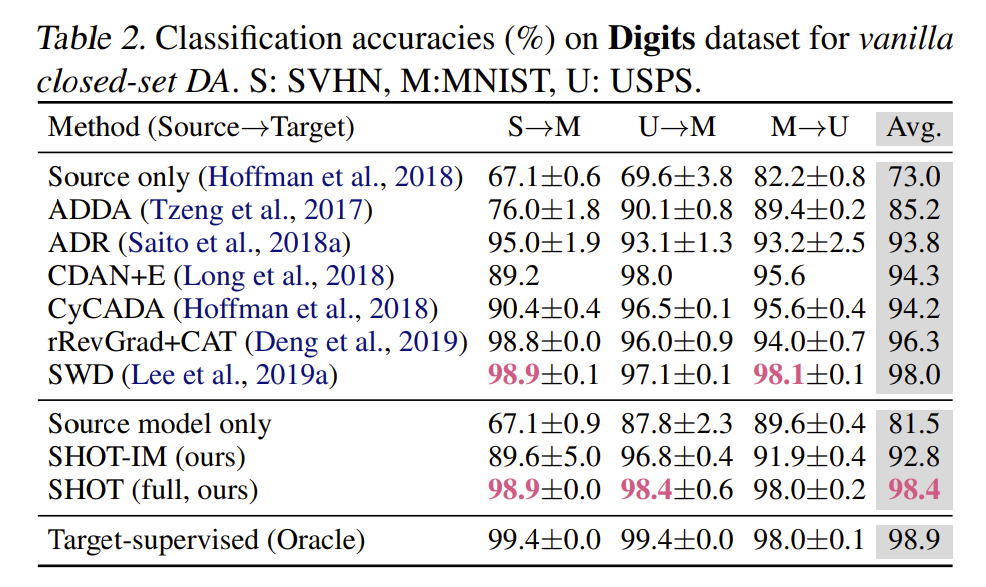 Table 2. Classification accuracies (%) on Digits dataset for vanilla
closed-set DA. S: SVHN, M:MNIST, U: USPS.
Method (Source→Target) S→M U→M M→U Avg.
Source only (Hoffman et al., 2018) 67.1±0.6 69.6±3.8 82.2±0.8 73.0
ADDA (Tzeng et al., 2017) 76.0±1.8 90.1±0.8 89.4±0.2 85.2
ADR (Saito et al., 2018a) 95.0±1.9 93.1±1.3 93.2±2.5 93.8
CDAN+E (Long et al., 2018) 89.2 98.0 95.6 94.3
CyCADA (Hoffman et al., 2018) 90.4±0.4 96.5±0.1 95.6±0.4 94.2
rRevGrad+CAT (Deng et al., 2019) 98.8±0.0 96.0±0.9 94.0±0.7 96.3
SWD (Lee et al., 2019a) 98.9±0.1 97.1±0.1 98.1±0.1 98.0
Source model only 67.1±0.9 87.8±2.3 89.6±0.4 81.5
SHOT-IM (ours) 89.6±5.0 96.8±0.4 91.9±0.4 92.8
SHOT (full, ours) 98.9±0.0 98.4±0.6 98.0±0.2 98.4
Target-supervised (Oracle) 99.4±0.0 99.4±0.0 98.0±0.1 98.9